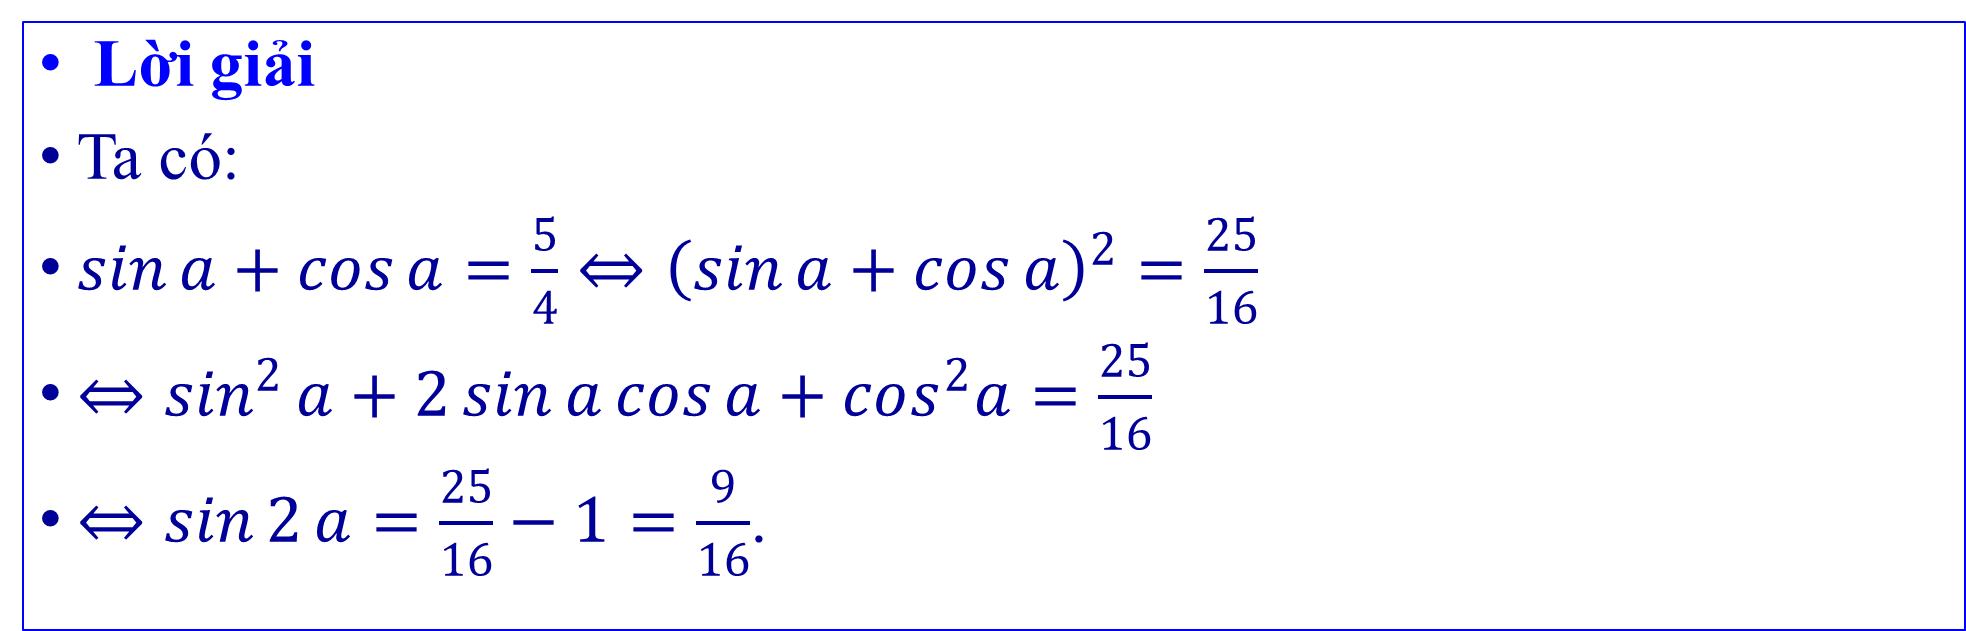 • Lời giải
• Ta có:
• sin a + cos a = 5/4 ⇔ (sin a + cos a)² = 25/16
• ⇔ sin² a + 2 sin a cos a + cos²a = 25/16
• ⇔ sin 2 a = 25/16 − 1 = 9/16.